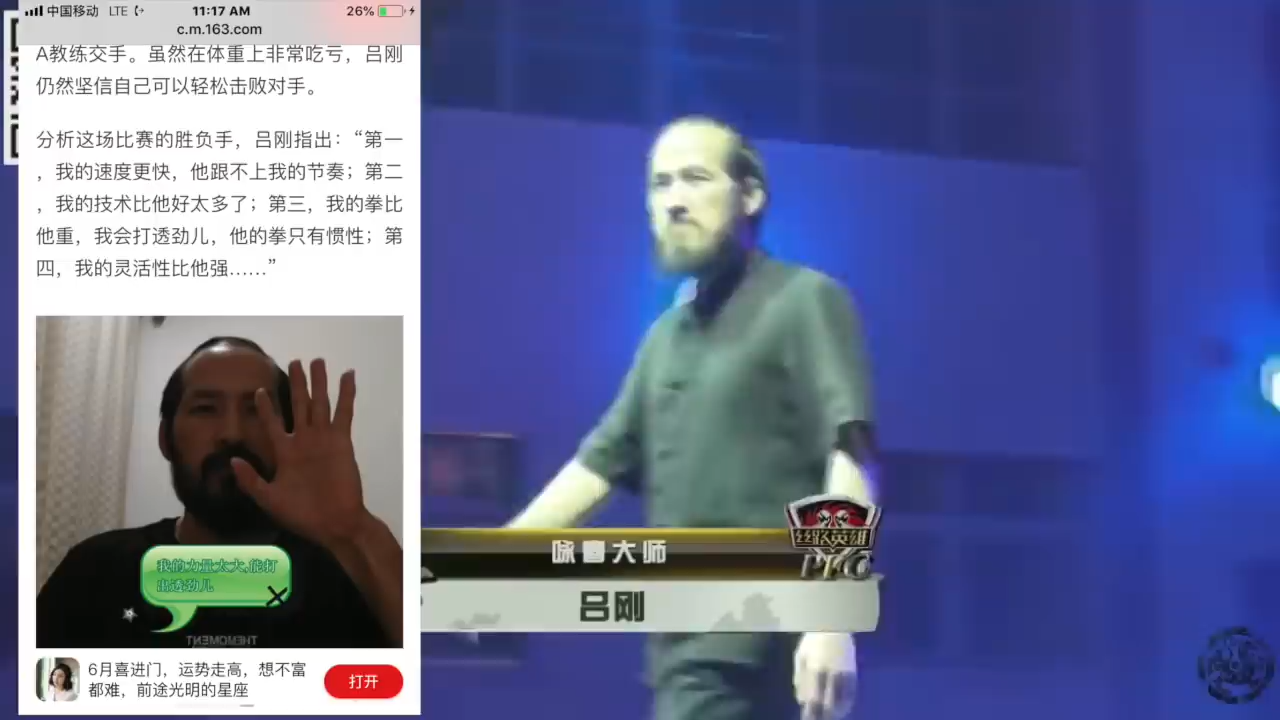 中国移动 LTE 11:17 AM 26%
c.m.163.com
A教练交手。虽然在体重上非常吃亏，吕刚
仍然坚信自己可以轻松击败对手。
分析这场比赛的胜负手，吕刚指出：“第一
，我的速度更快，他跟不上我的节奏；第二
，我的技术比他好太多了；第三，我的拳比
他重，我会打透劲儿，他的拳只有惯性；第
四，我的灵活性比他强……”
我的力量太大,能打
出透劲儿
THEMOMENT
6月喜进门，运势走高，想不富
都难，前途光明的星座
打开
丝路英雄
咏春大师
吕刚